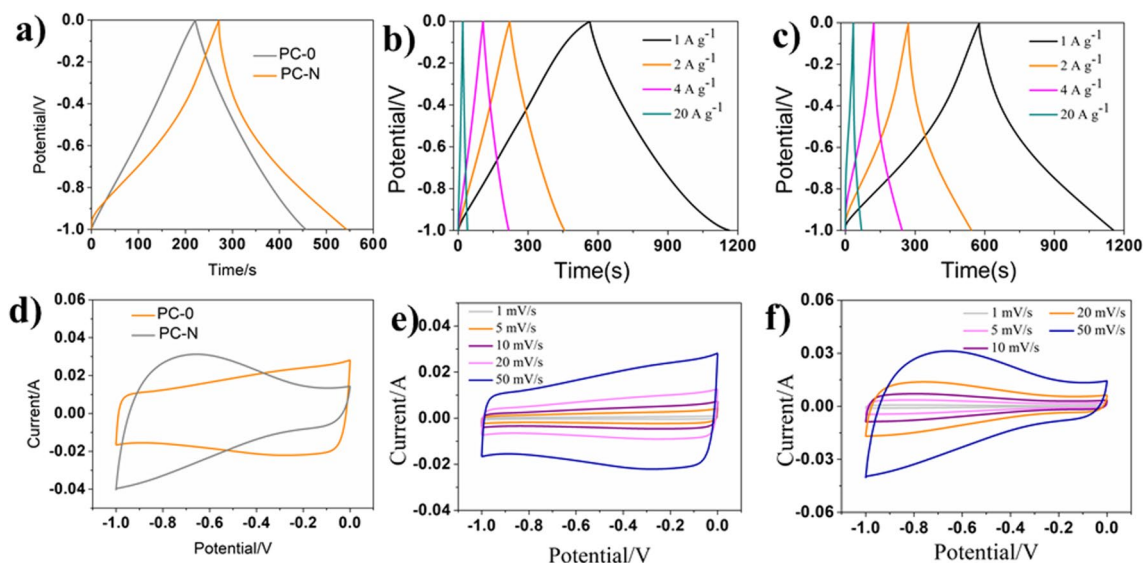 a)
PC-0
PC-N
0.0
-0.2
-0.4
-0.6
-0.8
-1.0
Potential/V
0 100 200 300 400 500 600
Time/s
b)
1 A g⁻¹
2 A g⁻¹
4 A g⁻¹
20 A g⁻¹
0.0
-0.2
-0.4
-0.6
-0.8
-1.0
Potential/V
0 300 600 900 1200
Time(s)
c)
1 A g⁻¹
2 A g⁻¹
4 A g⁻¹
20 A g⁻¹
0.0
-0.2
-0.4
-0.6
-0.8
-1.0
Potential/V
0 300 600 900 1200
Time(s)
d)
PC-0
PC-N
0.06
0.04
0.02
0.00
-0.02
-0.04
Current/A
-1.0 -0.8 -0.6 -0.4 -0.2 0.0
Potential/V
e)
1 mV/s
5 mV/s
10 mV/s
20 mV/s
50 mV/s
0.04
0.02
0.00
-0.02
-0.04
Current/A
-1.0 -0.8 -0.6 -0.4 -0.2 0.0
Potential/V
f)
1 mV/s 20 mV/s
5 mV/s 50 mV/s
10 mV/s
0.06
0.03
0.00
-0.03
-0.06
Current/A
-1.0 -0.8 -0.6 -0.4 -0.2 0.0
Potential/V